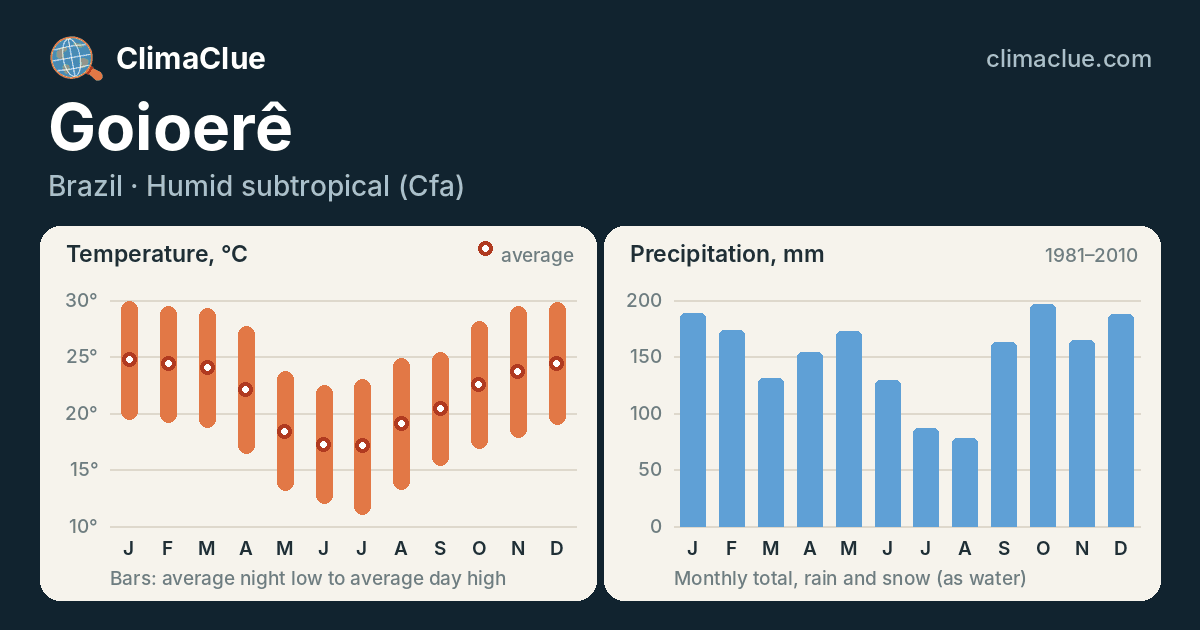 ClimaClue
climaclue.com
Goioerê
Brazil · Humid subtropical (Cfa)
Temperature, °C
average
30°
25°
20°
15°
10°
J F M A M J J A S O N D
Bars: average night low to average day high
Precipitation, mm
1981–2010
200
150
100
50
0
J F M A M J J A S O N D
Monthly total, rain and snow (as water)